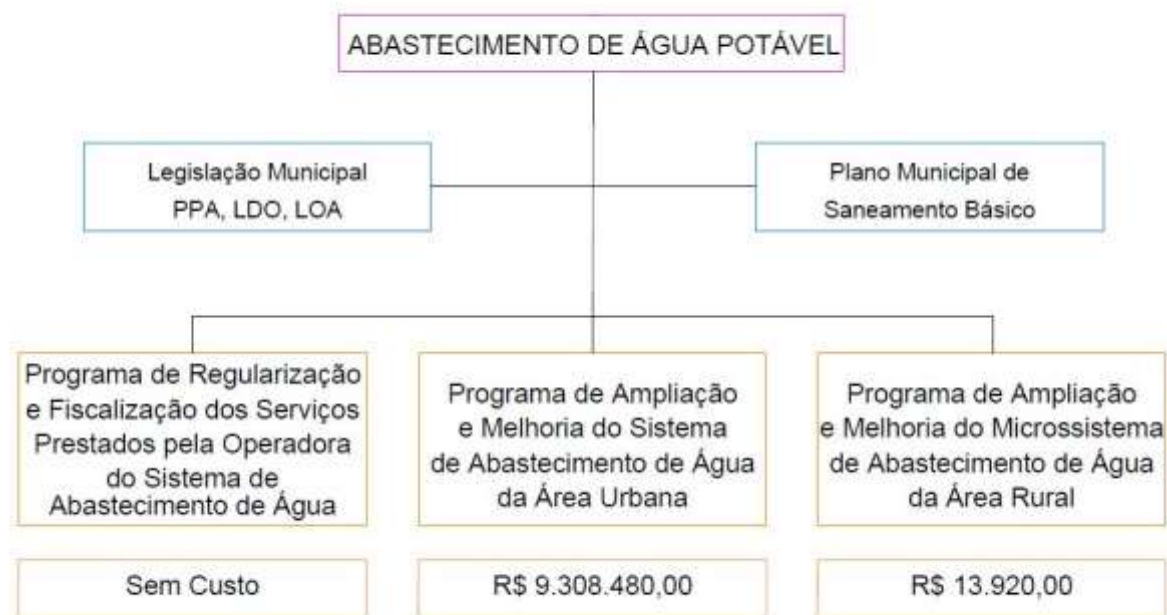 ABASTECIMENTO DE ÁGUA POTÁVEL
Legislação Municipal
PPA, LDO, LOA
Plano Municipal de
Saneamento Básico
Programa de Regularização
e Fiscalização dos Serviços
Prestados pela Operadora
do Sistema de
Abastecimento de Água
Programa de Ampliação
e Melhoria do Sistema
de Abastecimento de Água
da Área Urbana
Programa de Ampliação
e Melhoria do Microssistema
de Abastecimento de Água
da Área Rural
Sem Custo
R$ 9.308.480,00
R$ 13.920,00